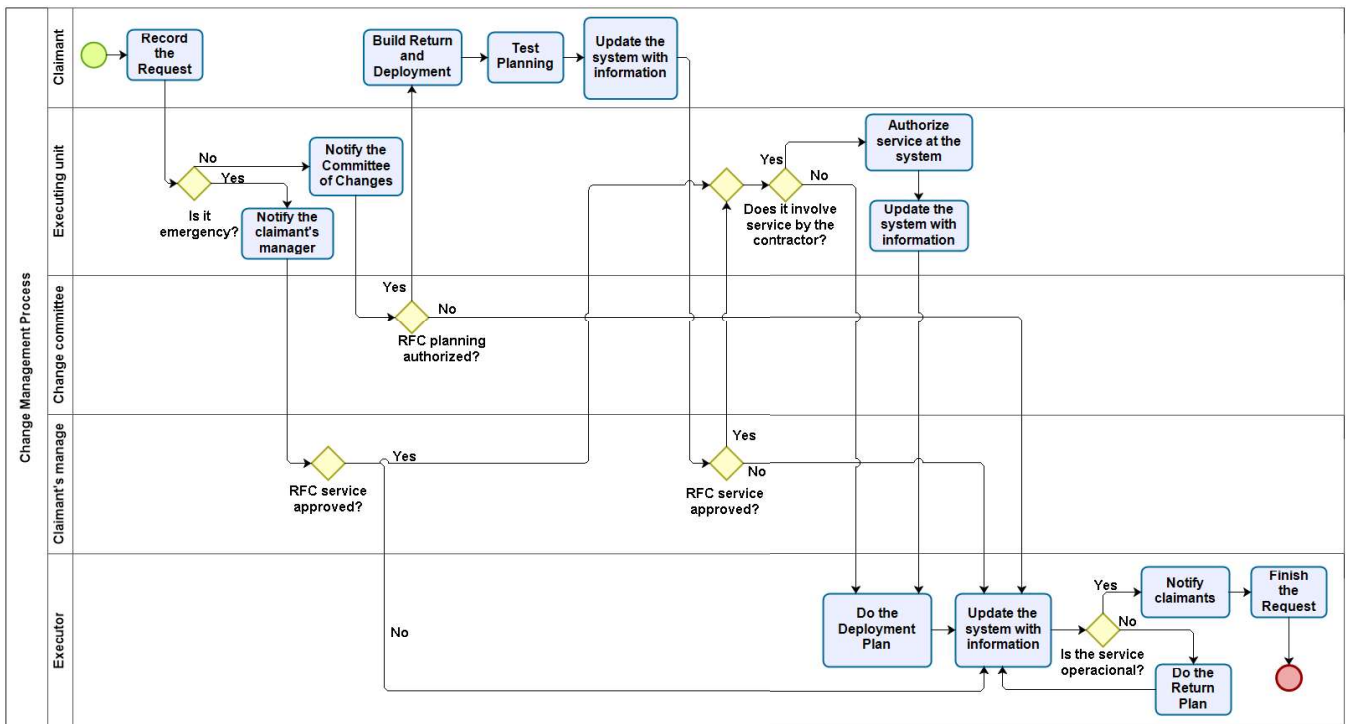 Change Management Process
Claimant
Record
the
Request
Build Return
and
Deployment
Test
Planning
Update the
system with
information
Executing unit
No
Yes
Is it
emergency?
Notify the
Committee
of Changes
Notify the
claimant's
manager
Yes
No
Does it involve
service by the
contractor?
Authorize
service at the
system
Update the
system with
information
Change committee
Yes
No
RFC planning
authorized?
Claimant's manage
Yes
RFC service
approved?
Yes
No
RFC service
approved?
Executor
No
Do the
Deployment
Plan
Update the
system with
information
Yes
No
Is the service
operacional?
Notify
claimants
Finish
the
Request
Do the
Return
Plan